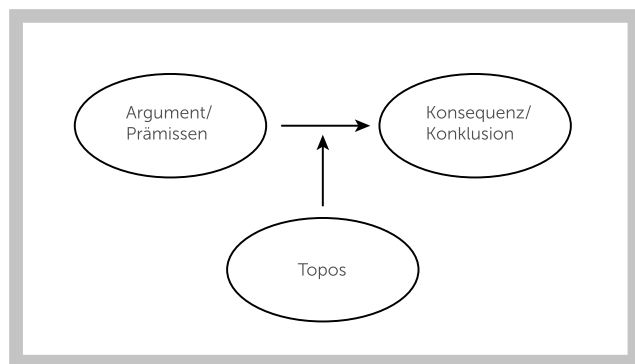 Argument/
Prämissen
Konsequenz/
Konklusion
Topos